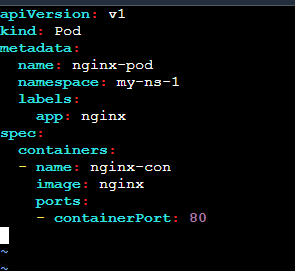 apiVersion: v1
kind: Pod
metadata:
  name: nginx-pod
  namespace: my-ns-1
  labels:
    app: nginx
spec:
  containers:
  - name: nginx-con
    image: nginx
    ports:
    - containerPort: 80
~
~